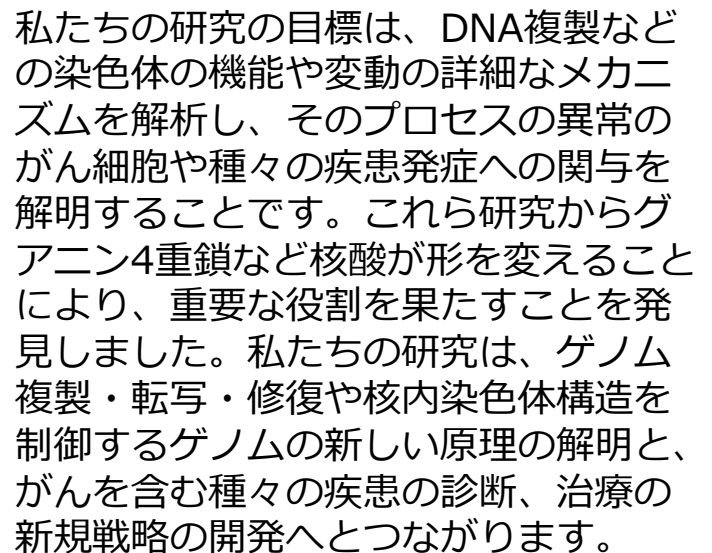 私たちの研究の目標は、DNA複製など
の染色体の機能や変動の詳細なメカニ
ズムを解析し、そのプロセスの異常の
がん細胞や種々の疾患発症への関与を
解明することです。これら研究からグ
アニン4重鎖など核酸が形を変えること
により、重要な役割を果たすことを発
見しました。私たちの研究は、ゲノム
複製・転写・修復や核内染色体構造を
制御するゲノムの新しい原理の解明と、
がんを含む種々の疾患の診断、治療の
新規戦略の開発へとつながります。